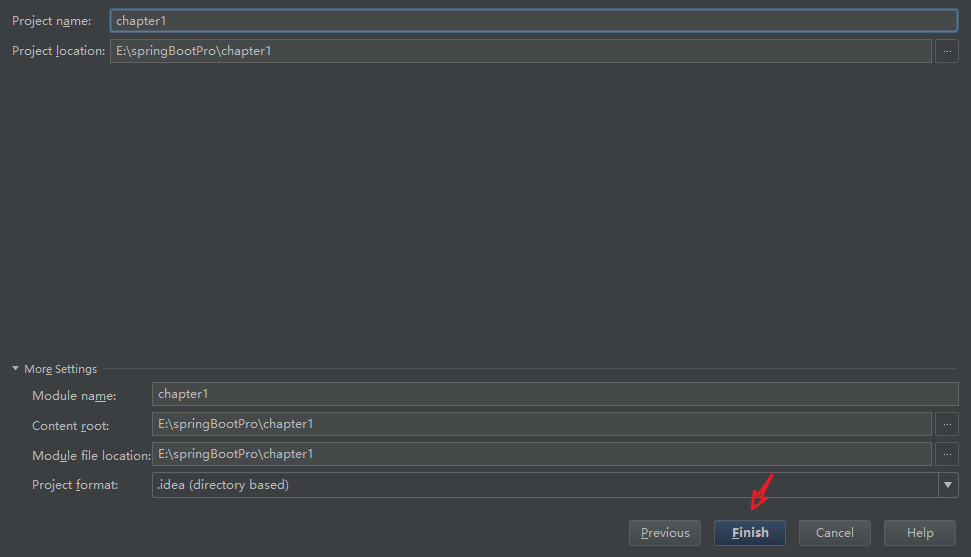 Project name: chapter1
Project location: E:\springBootPro\chapter1 ...
More Settings
Module name: chapter1
Content root: E:\springBootPro\chapter1 ...
Module file location: E:\springBootPro\chapter1 ...
Project format: .idea (directory based)
Previous Finish Cancel Help